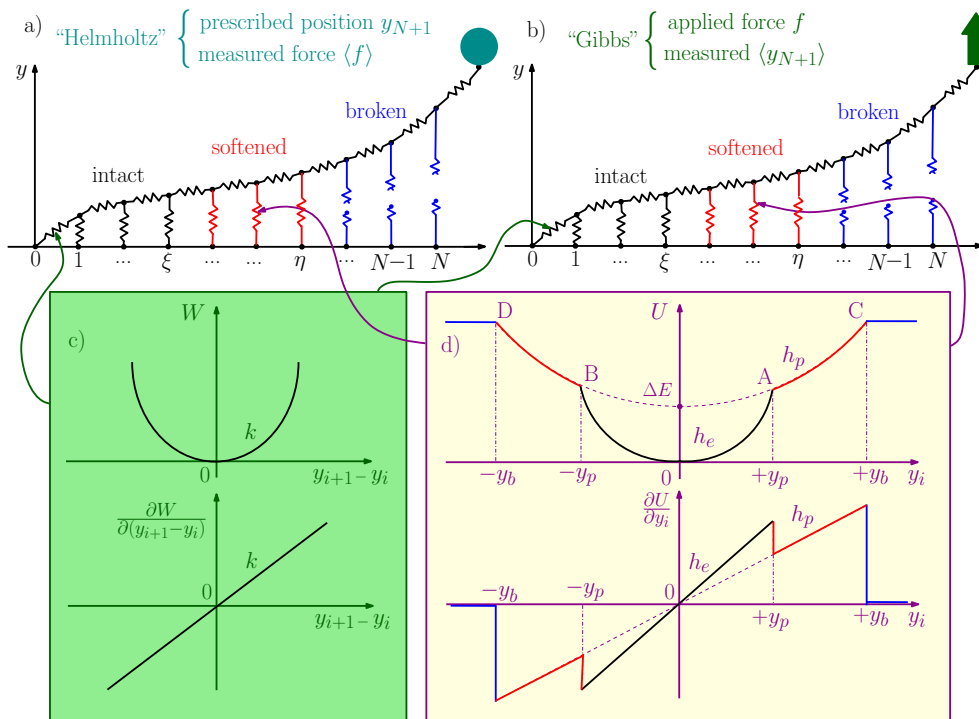 a)
"Helmholtz" { prescribed position y_{N+1}
measured force ⟨f⟩
y
intact
softened
broken
0 1 ... ξ ... ... η ... N−1 N
b)
"Gibbs" { applied force f
measured ⟨y_{N+1}⟩
y
intact
softened
broken
0 1 ... ξ ... ... η ... N−1 N
c)
W
k
0
y_{i+1} − y_i
∂W
∂(y_{i+1}−y_i)
k
0
y_{i+1} − y_i
d)
D U C
B A h_p
ΔE
h_e
−y_b −y_p 0 +y_p +y_b y_i
∂U
∂y_i
h_p
h_e
−y_b −y_p 0
+y_p +y_b y_i